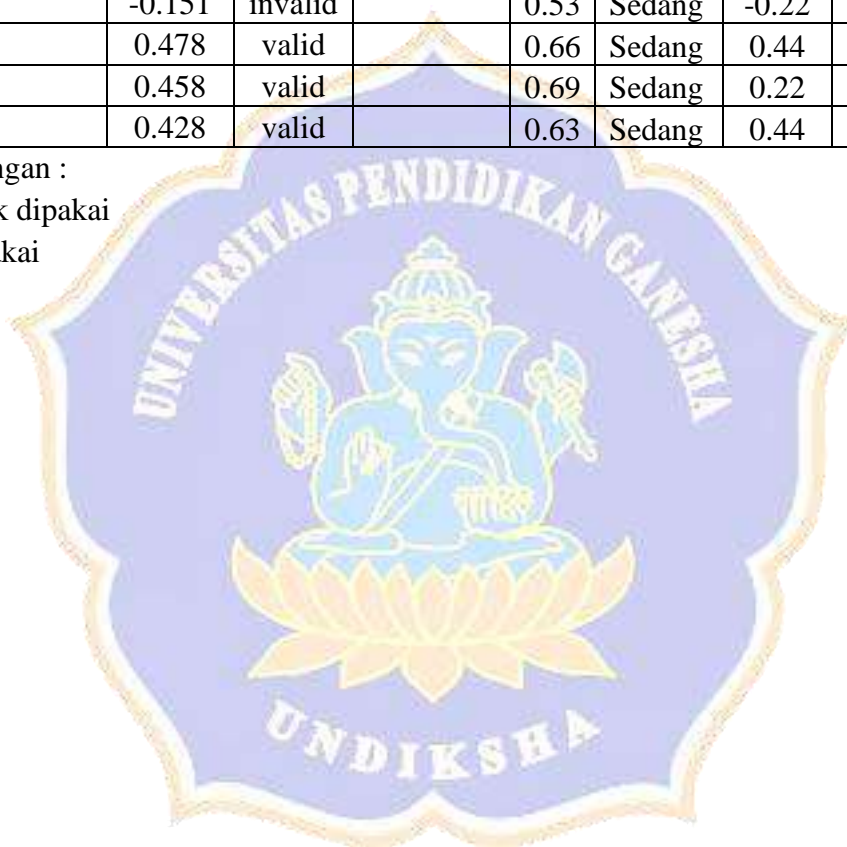 -0.151 invalid 0.53 Sedang -0.22
0.478 valid 0.66 Sedang 0.44
0.458 valid 0.69 Sedang 0.22
0.428 valid 0.63 Sedang 0.44
ngan :
k dipakai
akai
UNIVERSITAS PENDIDIKAN GANESHA
UNDIKSHA